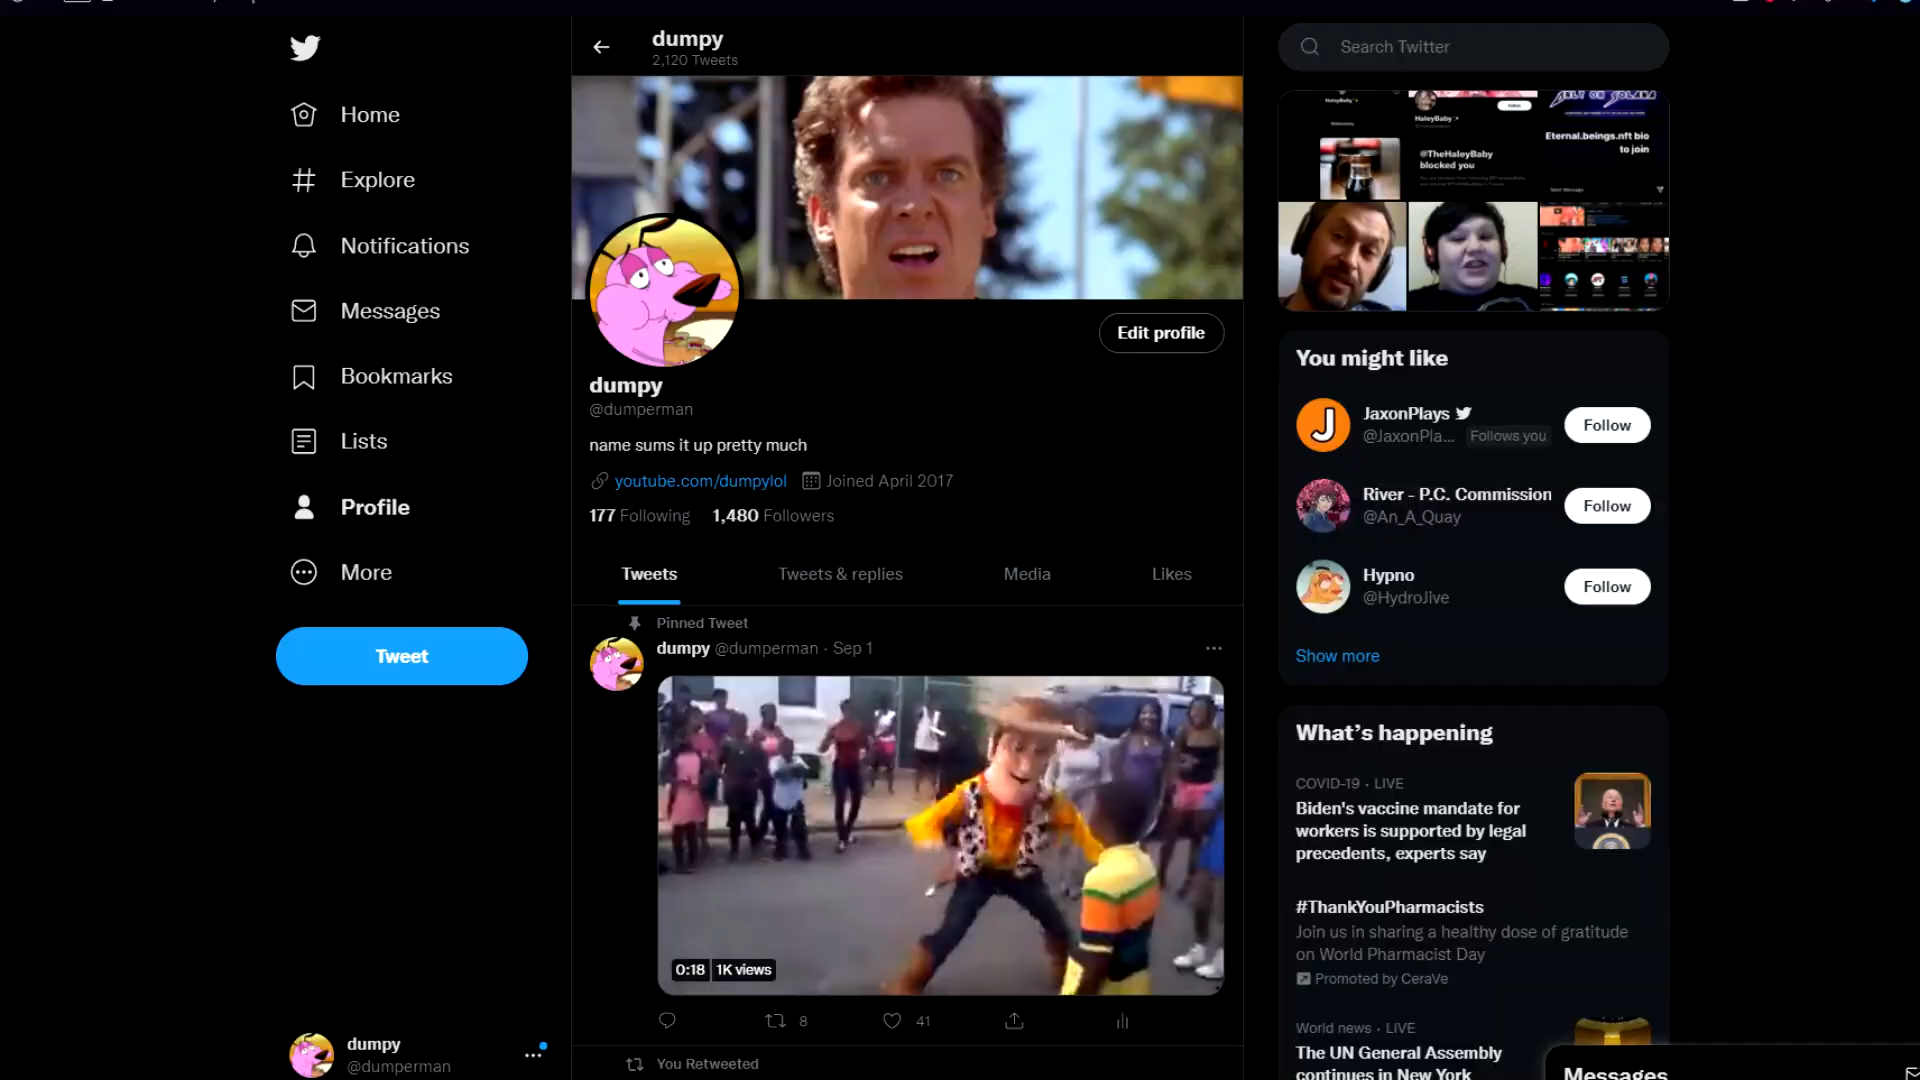 Home
Explore
Notifications
Messages
Bookmarks
Lists
Profile
More
Tweet
dumpy
@dumperman
dumpy
2,120 Tweets
Edit profile
dumpy
@dumperman
name sums it up pretty much
youtube.com/dumpylol Joined April 2017
177 Following 1,480 Followers
Tweets Tweets & replies Media Likes
Pinned Tweet
dumpy @dumperman · Sep 1
0:18 1K views
8 41
You Retweeted
Search Twitter
HaleyBaby
HaleyBaby
Follow
@TheHaleyBaby
blocked you
ONLY ON SOLANA
Eternal.beings.nft bio
to join
You might like
JaxonPlays
@JaxonPla... Follows you
Follow
River - P.C. Commission
@An_A_Quay
Follow
Hypno
@HydroJive
Follow
Show more
What's happening
COVID-19 · LIVE
Biden's vaccine mandate for
workers is supported by legal
precedents, experts say
#ThankYouPharmacists
Join us in sharing a healthy dose of gratitude
on World Pharmacist Day
Promoted by CeraVe
World news · LIVE
The UN General Assembly
continues in New York
Messages